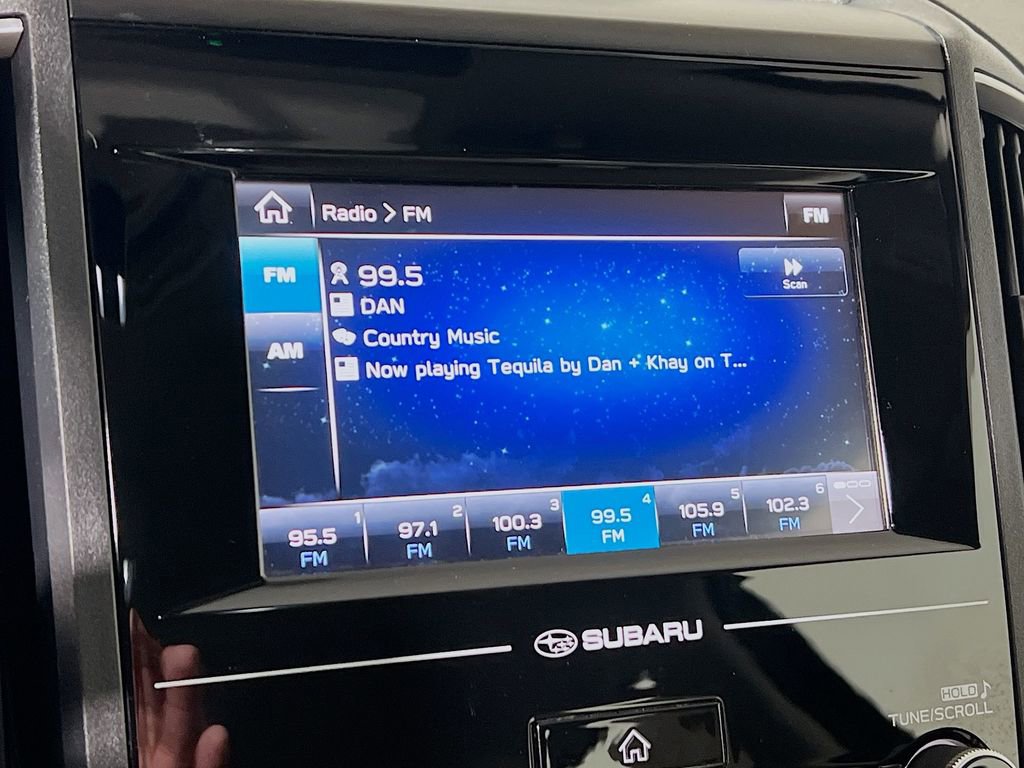 Radio > FM
FM
FM
AM
99.5
DAN
Country Music
Now playing Tequila by Dan + Khay on T...
Scan
1
95.5
FM
2
97.1
FM
3
100.3
FM
4
99.5
FM
5
105.9
FM
6
102.3
FM
SUBARU
HOLD
TUNE/SCROLL